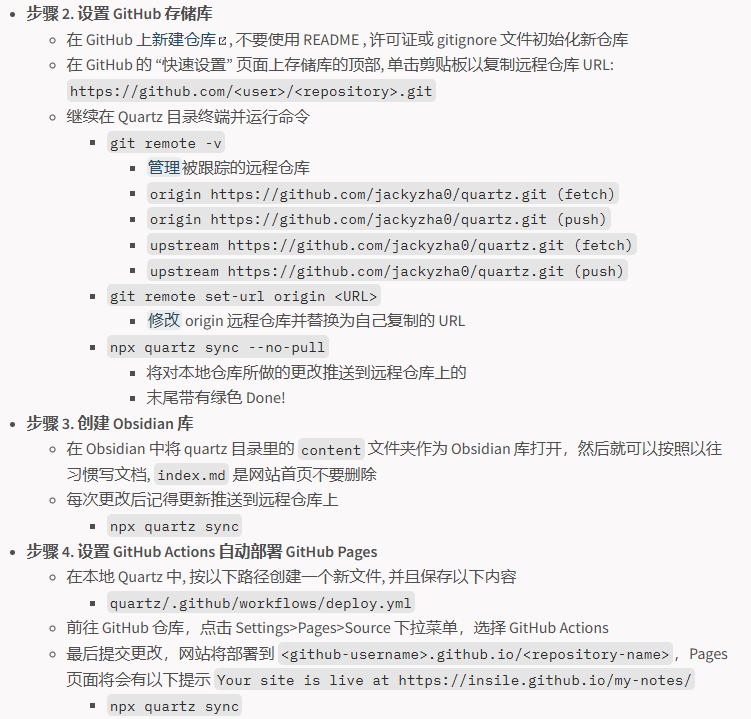 步骤 2. 设置 GitHub 存储库
在 GitHub 上新建仓库, 不要使用 README , 许可证或 gitignore 文件初始化新仓库
在 GitHub 的 “快速设置” 页面上存储库的顶部, 单击剪贴板以复制远程仓库 URL:
https://github.com/<user>/<repository>.git
继续在 Quartz 目录终端并运行命令
git remote -v
管理被跟踪的远程仓库
origin https://github.com/jackyzha0/quartz.git (fetch)
origin https://github.com/jackyzha0/quartz.git (push)
upstream https://github.com/jackyzha0/quartz.git (fetch)
upstream https://github.com/jackyzha0/quartz.git (push)
git remote set-url origin <URL>
修改 origin 远程仓库并替换为自己复制的 URL
npx quartz sync --no-pull
将对本地仓库所做的更改推送到远程仓库上的
末尾带有绿色 Done!
步骤 3. 创建 Obsidian 库
在 Obsidian 中将 quartz 目录里的 content 文件夹作为 Obsidian 库打开，然后就可以按照以往
习惯写文档, index.md 是网站首页不要删除
每次更改后记得更新推送到远程仓库上
npx quartz sync
步骤 4. 设置 GitHub Actions 自动部署 GitHub Pages
在本地 Quartz 中, 按以下路径创建一个新文件, 并且保存以下内容
quartz/.github/workflows/deploy.yml
前往 GitHub 仓库，点击 Settings>Pages>Source 下拉菜单，选择 GitHub Actions
最后提交更改，网站将部署到 <github-username>.github.io/<repository-name>，Pages
页面将会有以下提示 Your site is live at https://insile.github.io/my-notes/
npx quartz sync